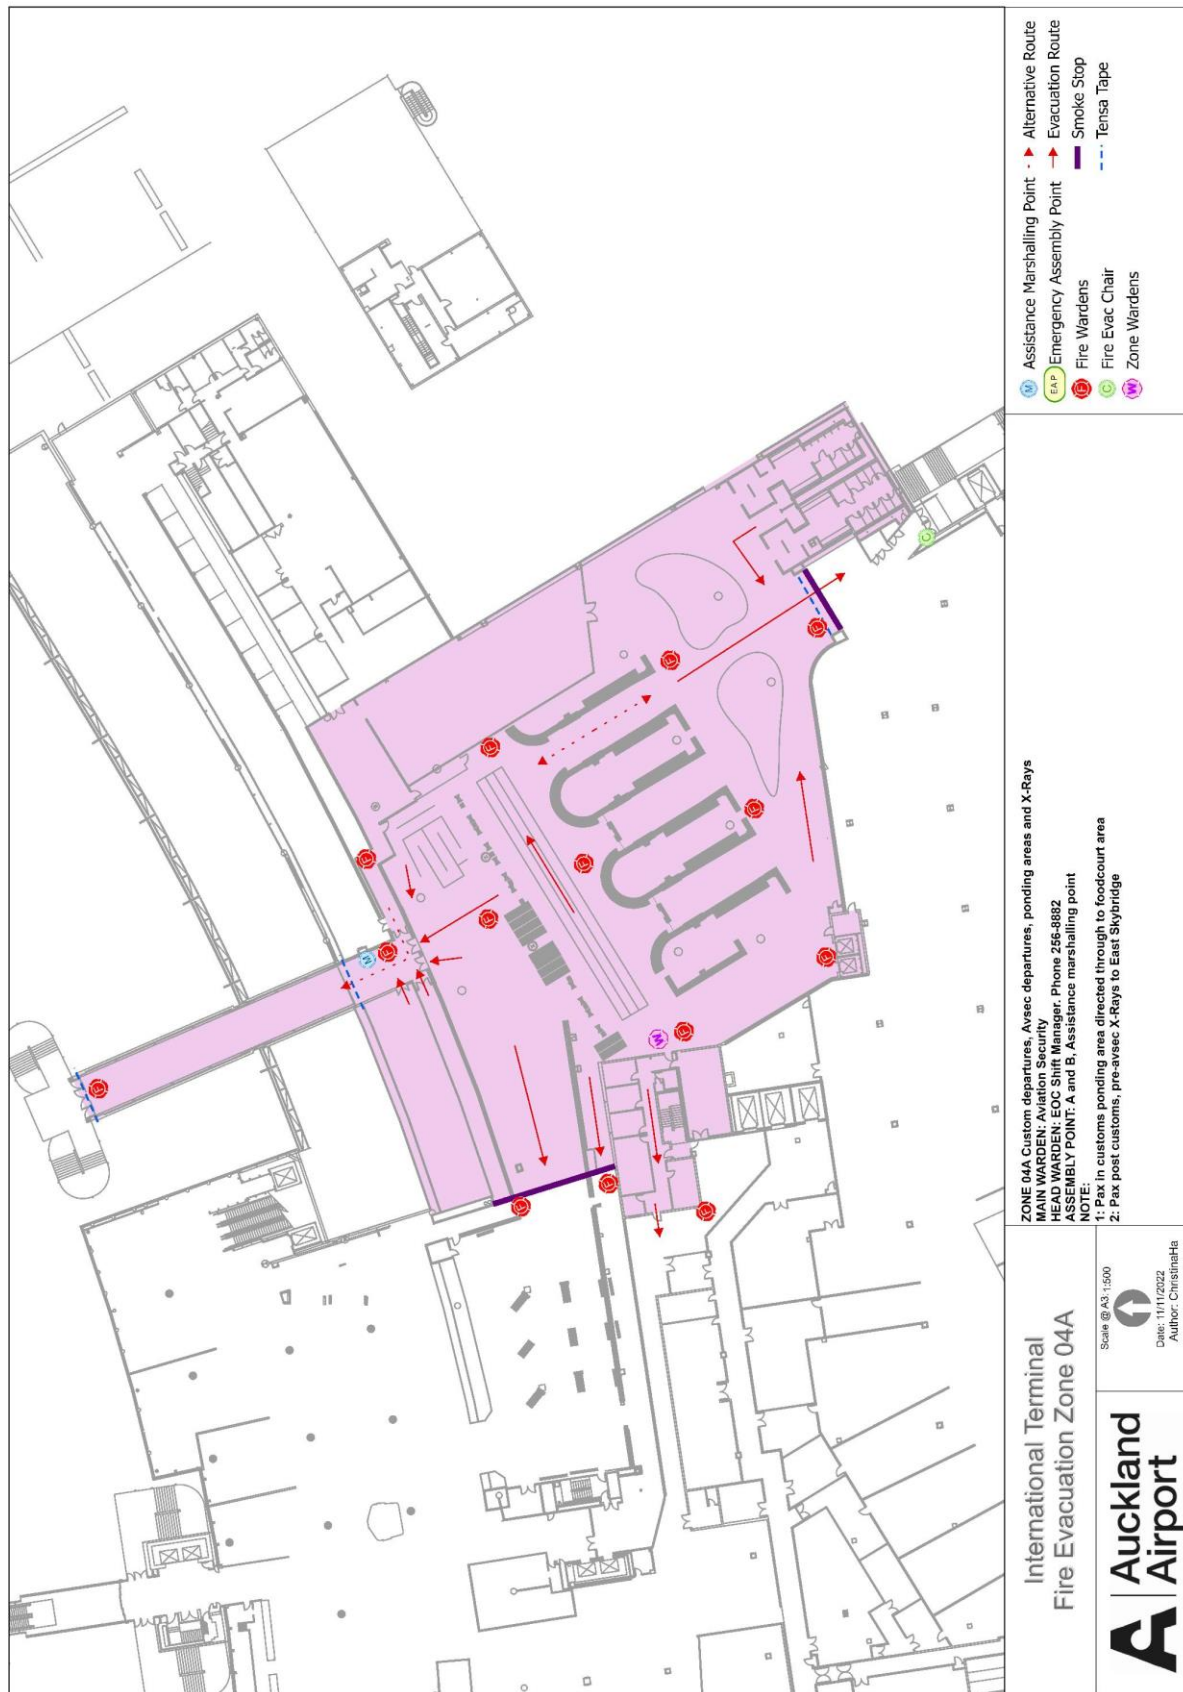 International Terminal
Fire Evacuation Zone 04A
A | Auckland
Airport
Scale @ A3:1:500
Date: 11/11/2022
Author: ChristinaHa
ZONE 04A Custom departures, Avsec departures, ponding areas and X-Rays
MAIN WARDEN: Aviation Security
HEAD WARDEN: EOC Shift Manager. Phone 256-8882
ASSEMBLY POINT: A and B, Assistance marshalling point
NOTE:
1: Pax in customs ponding area directed through to foodcourt area
2: Pax post customs, pre-avsec X-Rays to East Skybridge
M Assistance Marshalling Point
EAP Emergency Assembly Point
F Fire Wardens
C Fire Evac Chair
W Zone Wardens
Alternative Route
Evacuation Route
Smoke Stop
Tensa Tape
F
F
F
F
F
F
F
F
F
F
F
F
F
F
M
W
C